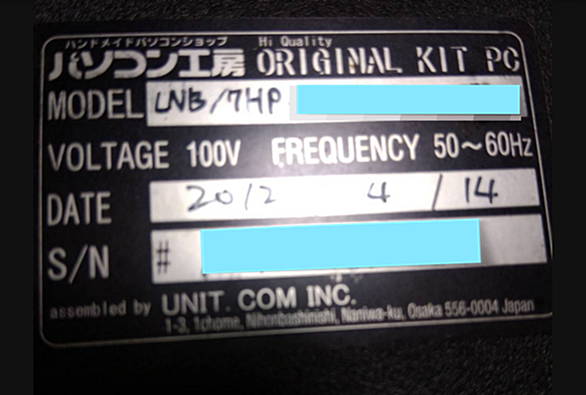 ハンドメイドパソコンショップ Hi Quality
パソコン工房 ORIGINAL KIT PC
MODEL LNB/7HP
VOLTAGE 100V FREQUENCY 50~60Hz
DATE 2012 4/14
S/N #
assembled by UNIT. COM INC.
1-3, 1chome, Nihonbashinishi, Naniwa-ku, Osaka 556-0004 Japan